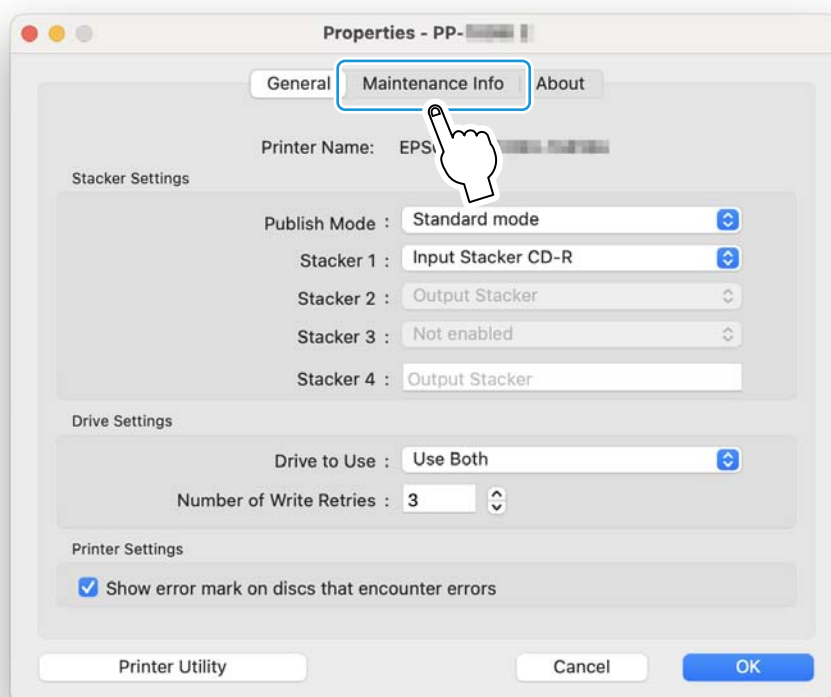 Properties - PP-
General Maintenance Info About
Printer Name: EPS
Stacker Settings
Publish Mode : Standard mode
Stacker 1 : Input Stacker CD-R
Stacker 2 : Output Stacker
Stacker 3 : Not enabled
Stacker 4 : Output Stacker
Drive Settings
Drive to Use : Use Both
Number of Write Retries : 3
Printer Settings
Show error mark on discs that encounter errors
Printer Utility Cancel OK